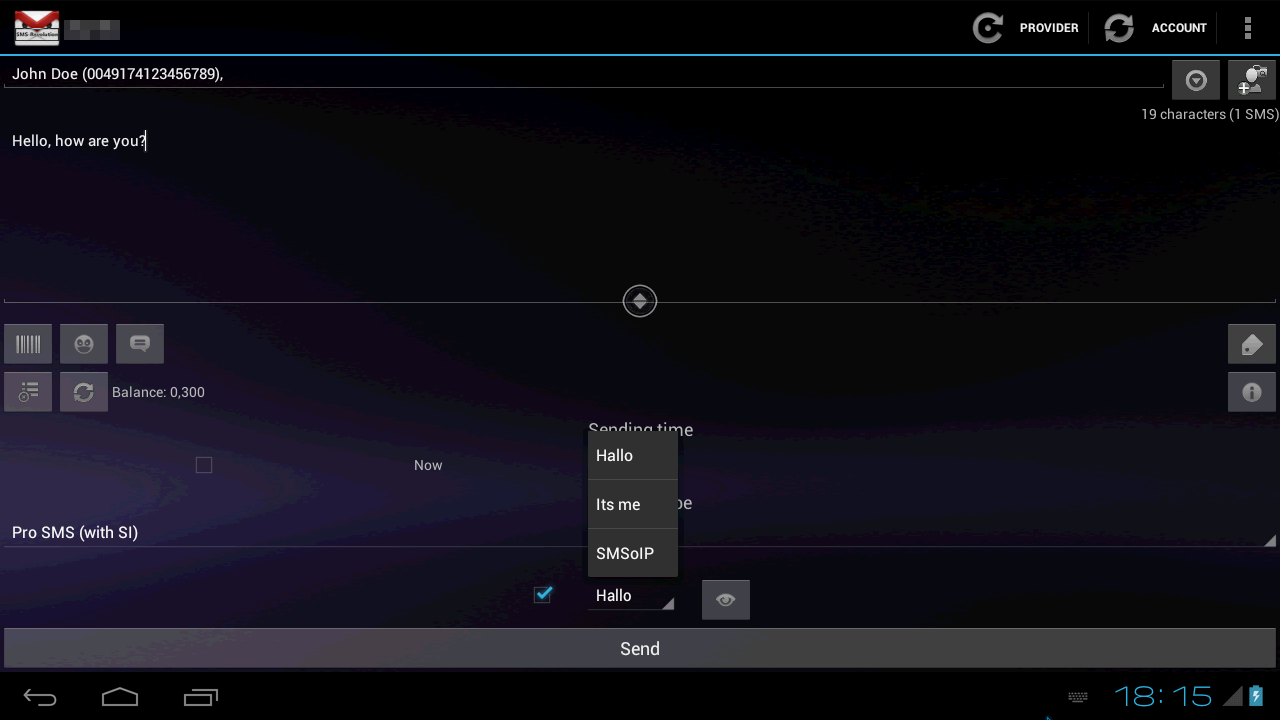 SMS-Revolution
PROVIDER
ACCOUNT
John Doe (0049174123456789),
19 characters (1 SMS)
Hello, how are you?
Balance: 0,300
Sending time
Hallo
Now
Its me
Pro SMS (with SI)
SMSoIP
Hallo
Send
18:15